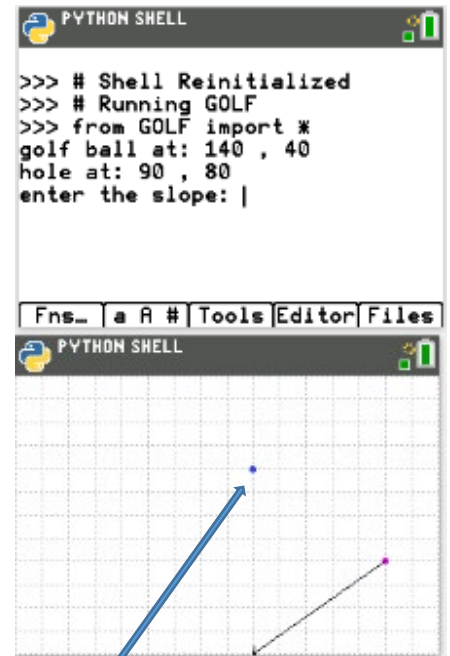 PYTHON SHELL
>>> # Shell Reinitialized
>>> # Running GOLF
>>> from GOLF import *
golf ball at: 140 , 40
hole at: 90 , 80
enter the slope: |
Fns… a A # Tools Editor Files
PYTHON SHELL